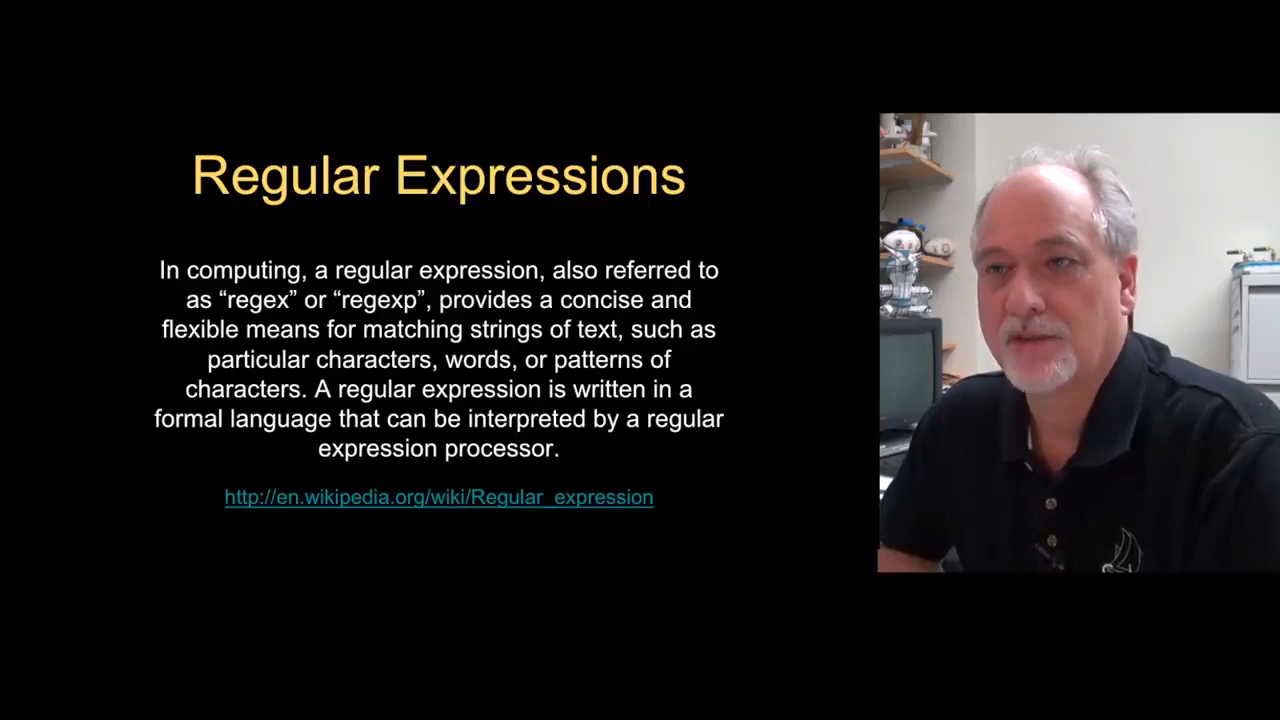 Regular Expressions
In computing, a regular expression, also referred to
as “regex” or “regexp”, provides a concise and
flexible means for matching strings of text, such as
particular characters, words, or patterns of
characters. A regular expression is written in a
formal language that can be interpreted by a regular
expression processor.
http://en.wikipedia.org/wiki/Regular_expression